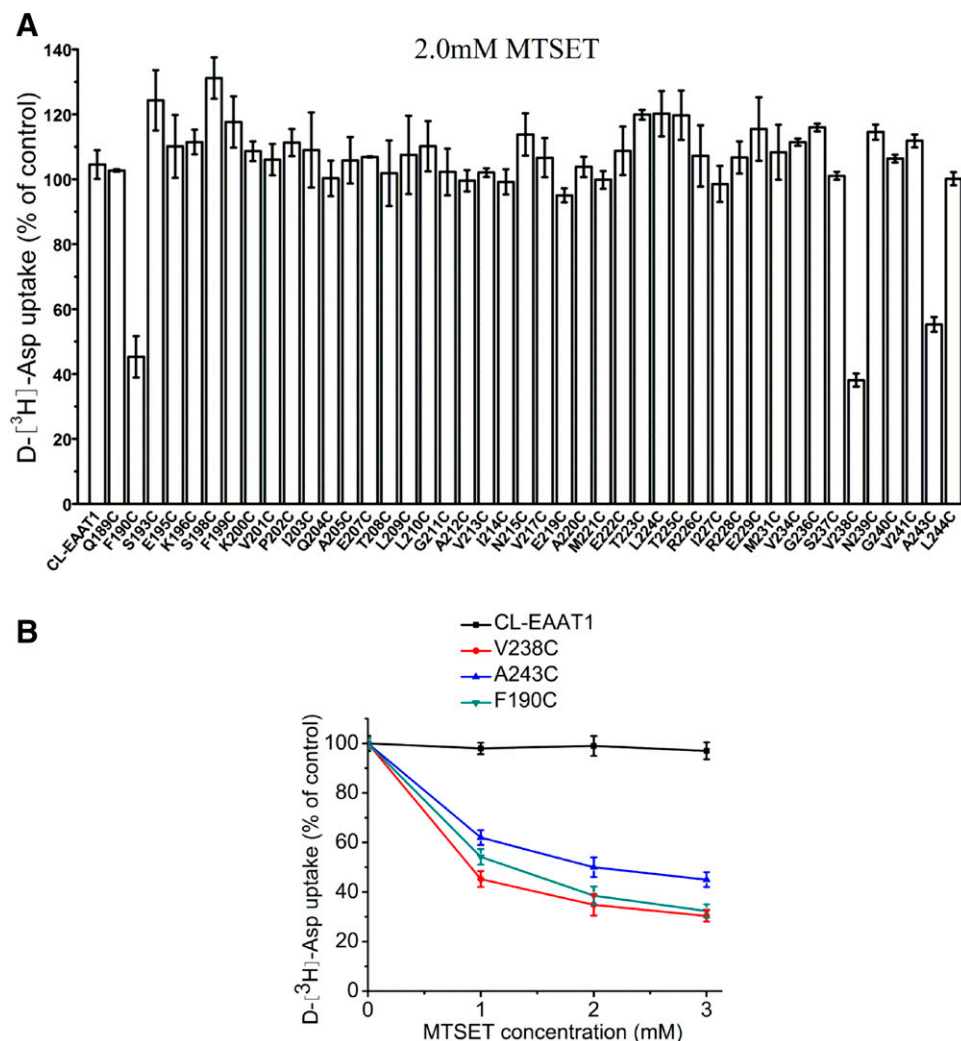 A
2.0mM MTSET
D-[³H]-Asp uptake (% of control)
140
120
100
80
60
40
20
0
CL-EAAT1
Q189C
F190C
S193C
E195C
K196C
S198C
F199C
K200C
V201C
P202C
I203C
Q204C
A205C
E207C
T208C
L209C
L210C
G211C
A212C
V213C
I214C
N215C
V217C
E219C
A220C
M221C
E222C
T223C
L224C
T225C
R226C
I227C
R228C
E229C
M231C
V234C
G236C
S237C
V238C
N239C
G240C
V241C
A243C
L244C
B
CL-EAAT1
V238C
A243C
F190C
D-[³H]-Asp uptake (% of control)
100
80
60
40
20
0
0 1 2 3
MTSET concentration (mM)